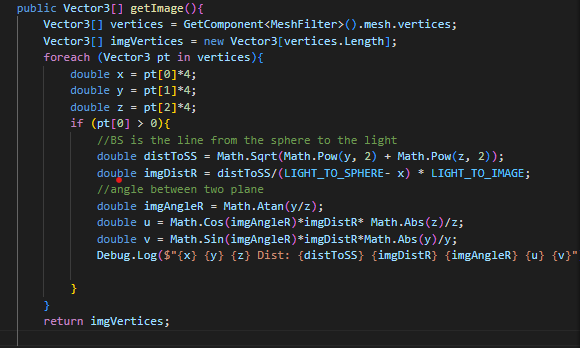 public Vector3[] getImage(){
Vector3[] vertices = GetComponent<MeshFilter>().mesh.vertices;
Vector3[] imgVertices = new Vector3[vertices.Length];
foreach (Vector3 pt in vertices){
double x = pt[0]*4;
double y = pt[1]*4;
double z = pt[2]*4;
if (pt[0] > 0){
//BS is the line from the sphere to the light
double distToSS = Math.Sqrt(Math.Pow(y, 2) + Math.Pow(z, 2));
double imgDistR = distToSS/(LIGHT_TO_SPHERE- x) * LIGHT_TO_IMAGE;
//angle between two plane
double imgAngleR = Math.Atan(y/z);
double u = Math.Cos(imgAngleR)*imgDistR* Math.Abs(z)/z;
double v = Math.Sin(imgAngleR)*imgDistR*Math.Abs(y)/y;
Debug.Log($"{x} {y} {z} Dist: {distToSS} {imgDistR} {imgAngleR} {u} {v}"
}
}
return imgVertices;